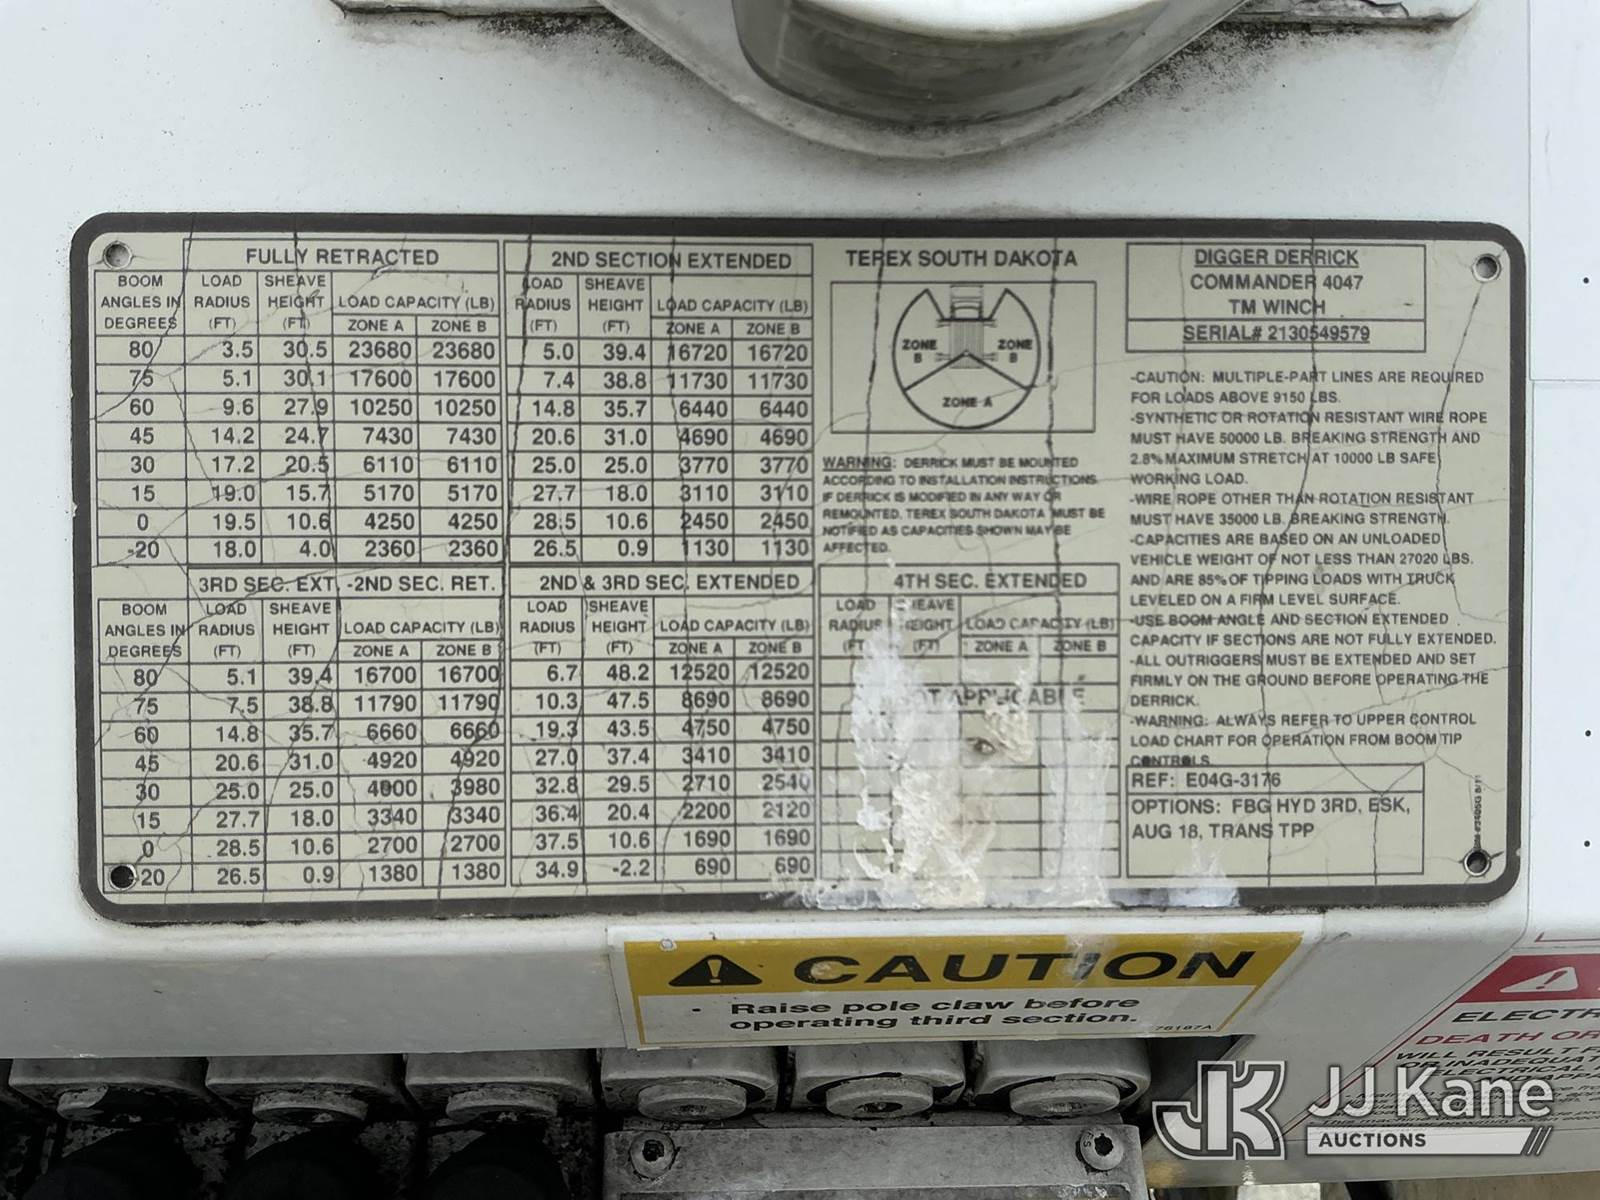 FULLY RETRACTED
BOOM ANGLES IN DEGREES | LOAD RADIUS (FT) | SHEAVE HEIGHT (FT) | LOAD CAPACITY (LB)
ZONE A | ZONE B
80 3.5 30.5 23680 23680
75 5.1 30.1 17600 17600
60 9.6 27.9 10250 10250
45 14.2 24.7 7430 7430
30 17.2 20.5 6110 6110
15 19.0 15.7 5170 5170
0 19.5 10.6 4250 4250
-20 18.0 4.0 2360 2360
2ND SECTION EXTENDED
LOAD RADIUS (FT) | SHEAVE HEIGHT (FT) | LOAD CAPACITY (LB)
ZONE A | ZONE B
5.0 39.4 16720 16720
7.4 38.8 11730 11730
14.8 35.7 6440 6440
20.6 31.0 4690 4690
25.0 25.0 3770 3770
27.7 18.0 3110 3110
28.5 10.6 2450 2450
26.5 0.9 1130 1130
3RD SEC. EXT. -2ND SEC. RET.
BOOM ANGLES IN DEGREES | LOAD RADIUS (FT) | SHEAVE HEIGHT (FT) | LOAD CAPACITY (LB)
ZONE A | ZONE B
80 5.1 39.4 16700 16700
75 7.5 38.8 11790 11790
60 14.8 35.7 6660 6660
45 20.6 31.0 4920 4920
30 25.0 25.0 4000 3980
15 27.7 18.0 3340 3340
0 28.5 10.6 2700 2700
-20 26.5 0.9 1380 1380
2ND & 3RD SEC. EXTENDED
LOAD RADIUS (FT) | SHEAVE HEIGHT (FT) | LOAD CAPACITY (LB)
ZONE A | ZONE B
6.7 48.2 12520 12520
10.3 47.5 8690 8690
19.3 43.5 4750 4750
27.0 37.4 3410 3410
32.8 29.5 2710 2540
36.4 20.4 2200 2120
37.5 10.6 1690 1690
34.9 -2.2 690 690
TEREX SOUTH DAKOTA
ZONE B
ZONE B
ZONE A
WARNING: DERRICK MUST BE MOUNTED
ACCORDING TO INSTALLATION INSTRUCTIONS
IF DERRICK IS MODIFIED IN ANY WAY OR
REMOUNTED. TEREX SOUTH DAKOTA MUST BE
NOTIFIED AS CAPACITIES SHOWN MAY BE
AFFECTED.
4TH SEC. EXTENDED
LOAD RADIUS (FT) | HEIGHT (FT) | LOAD CAPACITY (LB)
ZONE A | ZONE B
APPLICABLE
DIGGER DERRICK
COMMANDER 4047
TM WINCH
SERIAL# 2130549579
-CAUTION: MULTIPLE-PART LINES ARE REQUIRED
FOR LOADS ABOVE 9150 LBS.
-SYNTHETIC OR ROTATION RESISTANT WIRE ROPE
MUST HAVE 50000 LB. BREAKING STRENGTH AND
2.8% MAXIMUM STRETCH AT 10000 LB SAFE
WORKING LOAD.
-WIRE ROPE OTHER THAN ROTATION RESISTANT
MUST HAVE 35000 LB. BREAKING STRENGTH.
-CAPACITIES ARE BASED ON AN UNLOADED
VEHICLE WEIGHT OF NOT LESS THAN 27020 LBS.
AND ARE 85% OF TIPPING LOADS WITH TRUCK
LEVELED ON A FIRM LEVEL SURFACE.
-USE BOOM ANGLE AND SECTION EXTENDED
CAPACITY IF SECTIONS ARE NOT FULLY EXTENDED.
-ALL OUTRIGGERS MUST BE EXTENDED AND SET
FIRMLY ON THE GROUND BEFORE OPERATING THE
DERRICK.
-WARNING: ALWAYS REFER TO UPPER CONTROL
LOAD CHART FOR OPERATION FROM BOOM TIP
CONTROLS
REF: E04G-3176
OPTIONS: FBG HYD 3RD, ESK,
AUG 18, TRANS TPP
CAUTION
· Raise pole claw before
operating third section.
76187A
ELECTR
DEATH OR
WILL RESULT F
OR INADEQUAT
JJ Kane
AUCTIONS